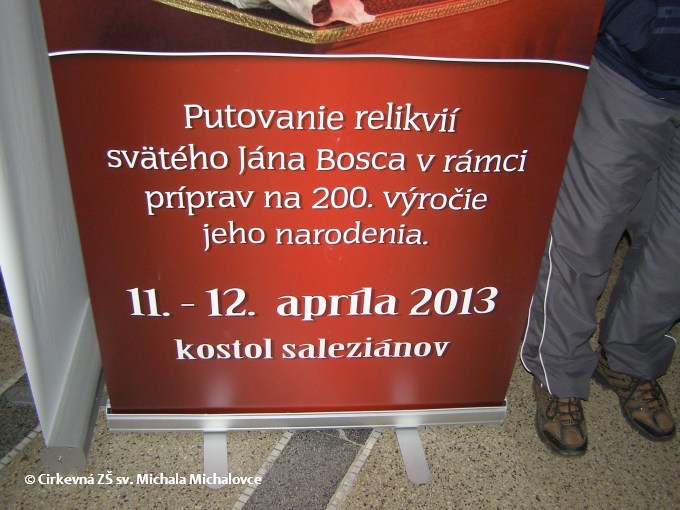 Putovanie relikvií
svätého Jána Bosca v rámci
príprav na 200. výročie
jeho narodenia.
11. - 12. apríla 2013
kostol saleziánov
© Cirkevná ZŠ sv. Michala Michalovce